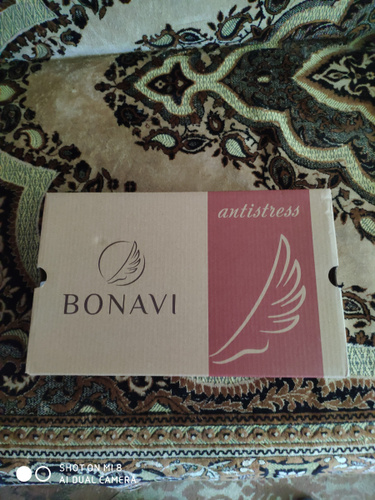 antistress
BONAVI
SHOT ON MI 8
AI DUAL CAMERA